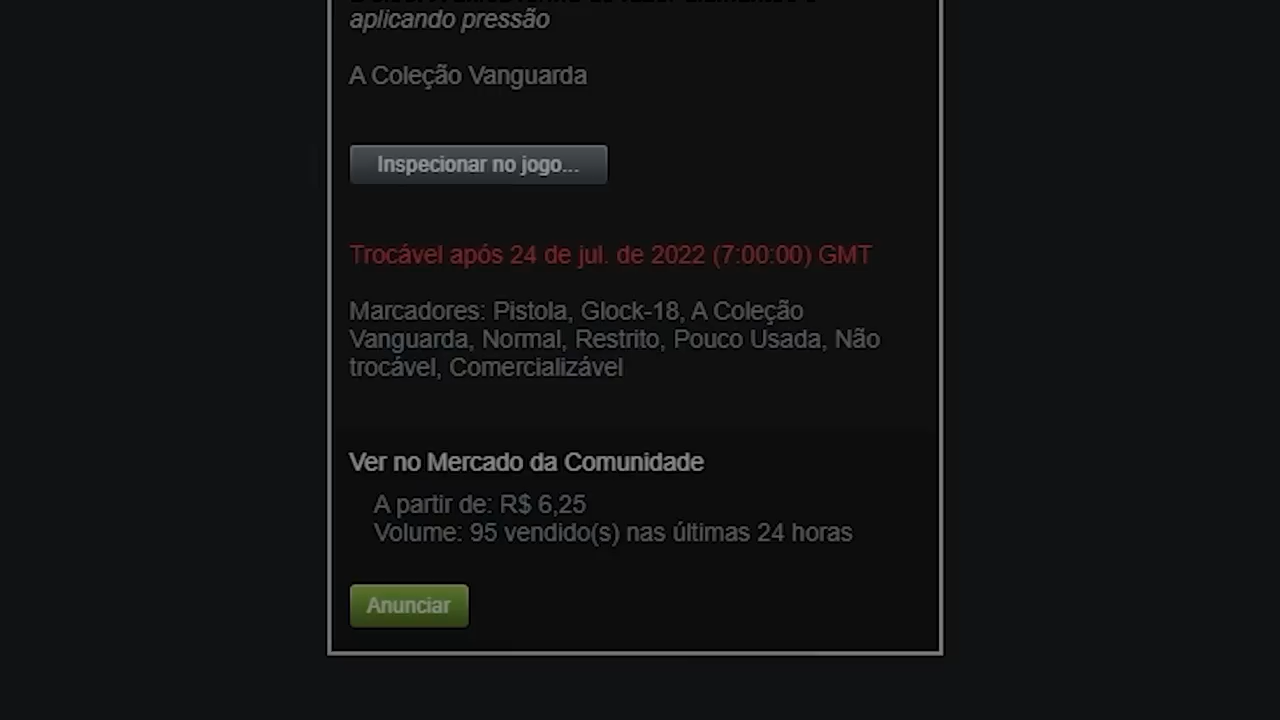 aplicando pressão
A Coleção Vanguarda
Inspecionar no jogo...
Trocável após 24 de jul. de 2022 (7:00:00) GMT
Marcadores: Pistola, Glock-18, A Coleção
Vanguarda, Normal, Restrito, Pouco Usada, Não
trocável, Comercializável
Ver no Mercado da Comunidade
A partir de: R$ 6,25
Volume: 95 vendido(s) nas últimas 24 horas
Anunciar